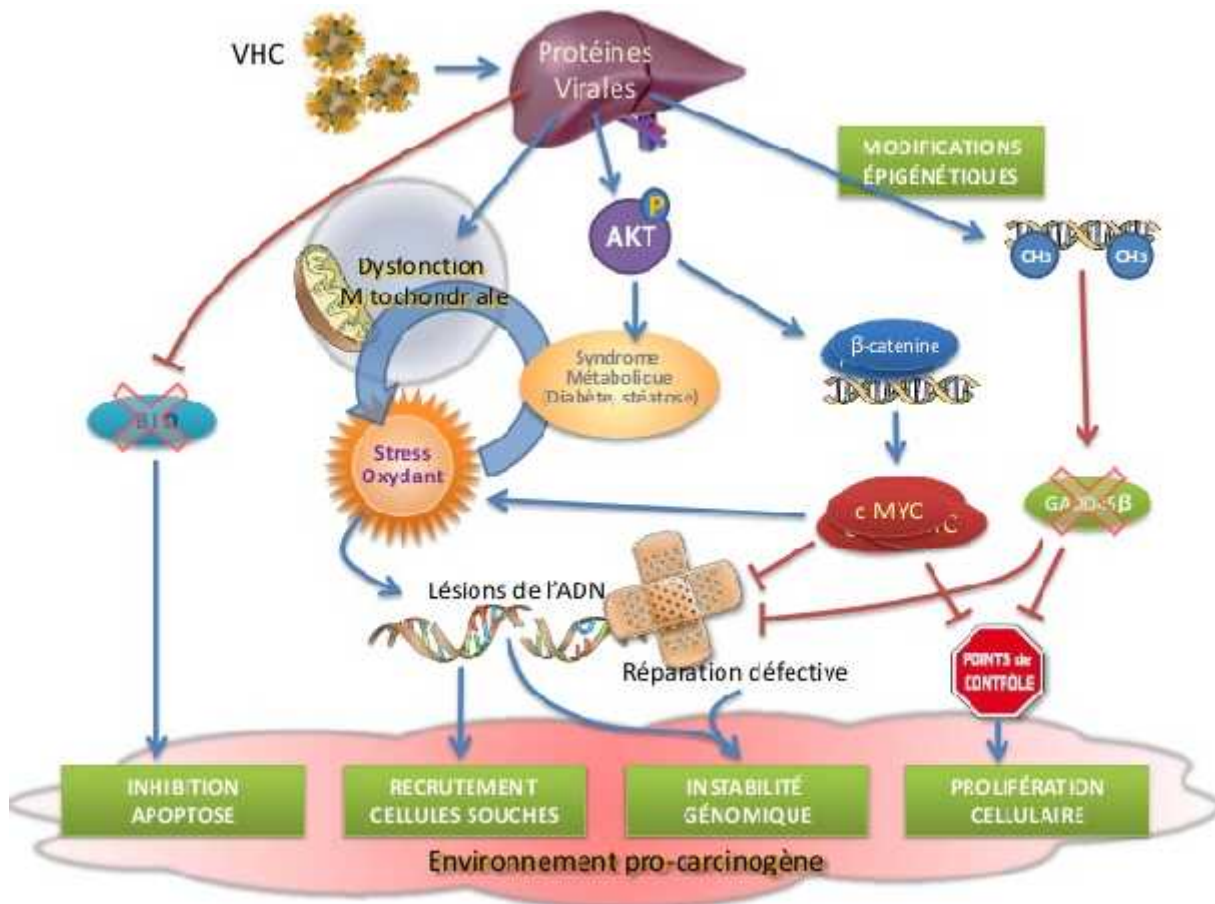 VHC
Protéines
Virales
MODIFICATIONS
ÉPIGÉNÉTIQUES
P
AKT
CH3
CH3
Dysfonction
Mitochondriale
β-catenine
Syndrome
Métabolique
(Diabète, stéatose)
Stress
Oxydant
c MYC
Lésions de l'ADN
Réparation défective
POINTS de
CONTRÔLE
INHIBITION
APOPTOSE
RECRUTEMENT
CELLULES SOUCHES
INSTABILITÉ
GÉNOMIQUE
PROLIFÉRATION
CELLULAIRE
Environnement pro-carcinogène